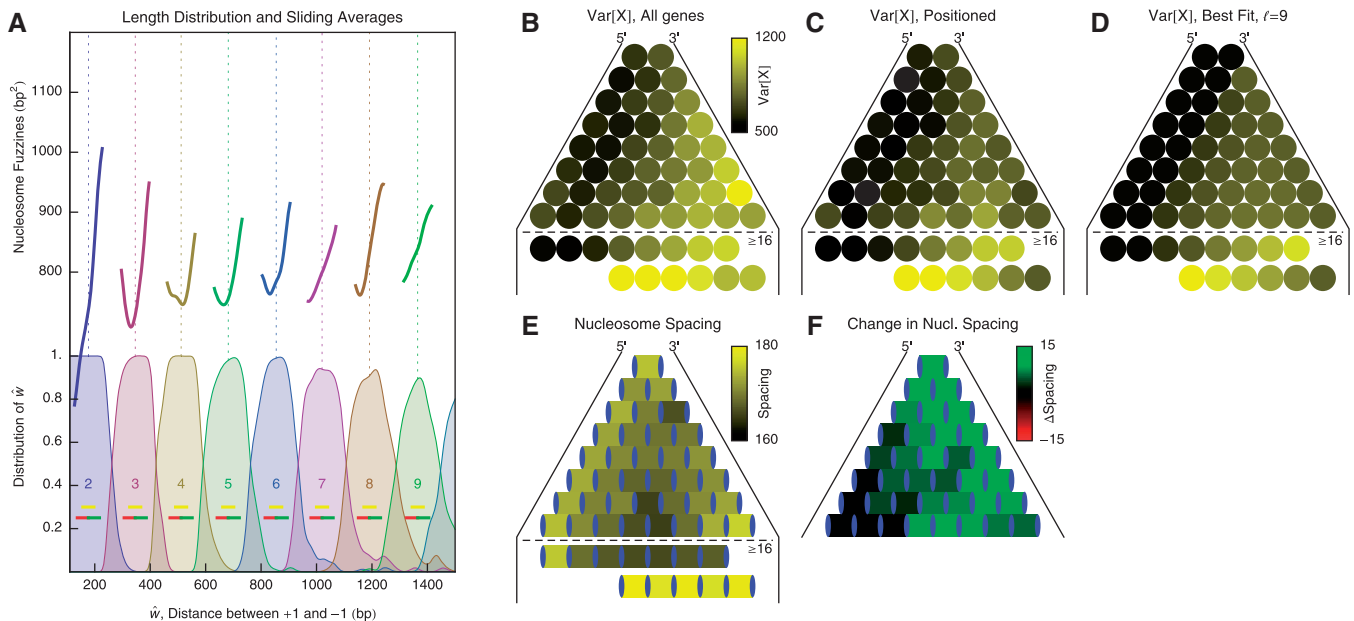 A
Length Distribution and Sliding Averages
Nucleosome Fuzzines (bp²)
1100
1000
900
800
Distribution of ŵ
1.
0.8
0.6
0.4
0.2
2
3
4
5
6
7
8
9
200
400
600
800
1000
1200
1400
ŵ, Distance between +1 and −1 (bp)
B
Var[X], All genes
5'
3'
1200
Var[X]
500
≥16
C
Var[X], Positioned
5'
3'
≥16
D
Var[X], Best Fit, ℓ=9
5'
3'
≥16
E
Nucleosome Spacing
5'
3'
180
Spacing
160
≥16
F
Change in Nucl. Spacing
5'
3'
15
ΔSpacing
−15